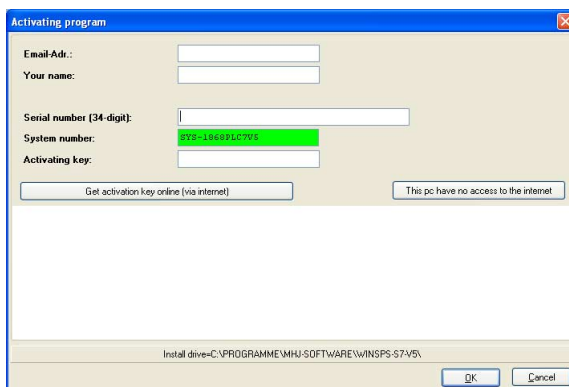 Activating program
Email-Adr.:
Your name:
Serial number (34-digit):
System number: SYS-1868PLC7V5
Activating key:
Get activation key online (via internet) This pc have no access to the internet
Install drive=C:\PROGRAMME\MHJ-SOFTWARE\WINSPS-S7-V5\
OK Cancel